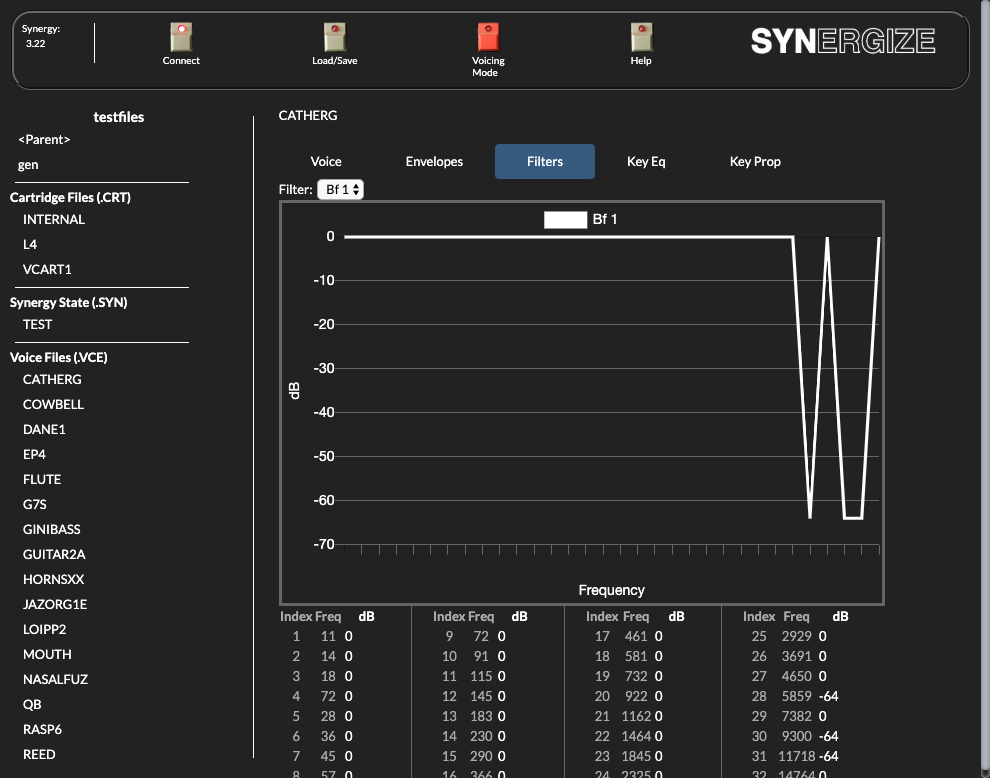 Synergy:
3.22
Connect
Load/Save
Voicing
Mode
Help
SYNERGIZE
testfiles
<Parent>
gen
Cartridge Files (.CRT)
INTERNAL
L4
VCART1
Synergy State (.SYN)
TEST
Voice Files (.VCE)
CATHERG
COWBELL
DANE1
EP4
FLUTE
G7S
GINIBASS
GUITAR2A
HORNSXX
JAZORG1E
LOIPP2
MOUTH
NASALFUZ
QB
RASP6
REED
CATHERG
Voice Envelopes Filters Key Eq Key Prop
Filter: Bf 1
Bf 1
0
-10
-20
-30
-40
-50
-60
-70
dB
Frequency
Index Freq dB Index Freq dB Index Freq dB Index Freq dB
1 11 0 9 72 0 17 461 0 25 2929 0
2 14 0 10 91 0 18 581 0 26 3691 0
3 18 0 11 115 0 19 732 0 27 4650 0
4 72 0 12 145 0 20 922 0 28 5859 -64
5 28 0 13 183 0 21 1162 0 29 7382 0
6 36 0 14 230 0 22 1464 0 30 9300 -64
7 45 0 15 290 0 23 1845 0 31 11718 -64
8 57 0 16 366 0 24 2325 0 32 14764 0